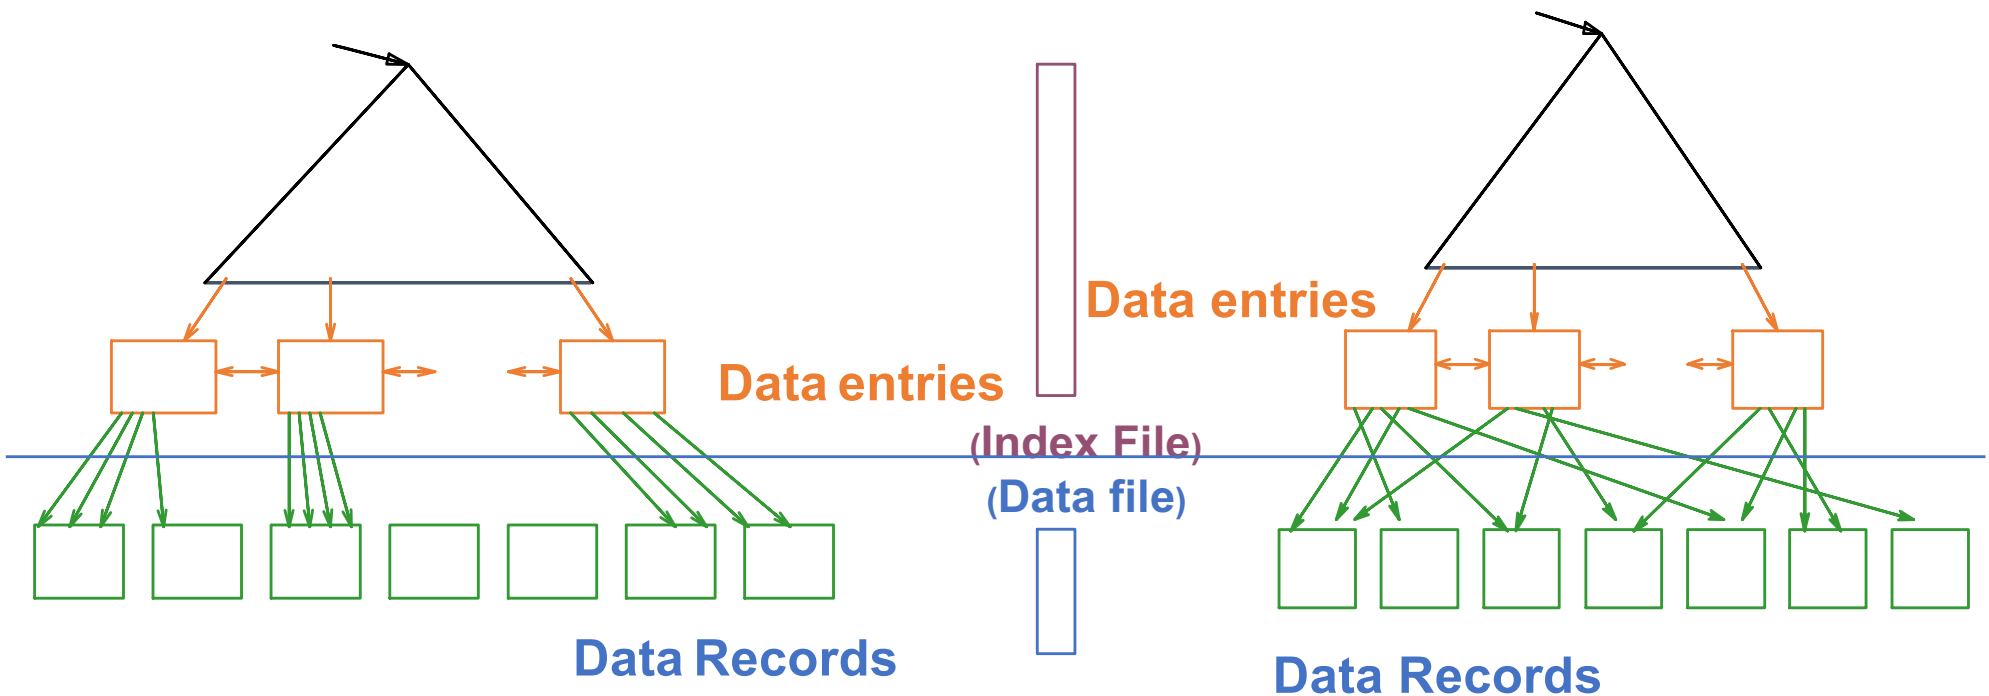 Data entries
Data entries
(Index File)
(Data file)
Data Records
Data Records